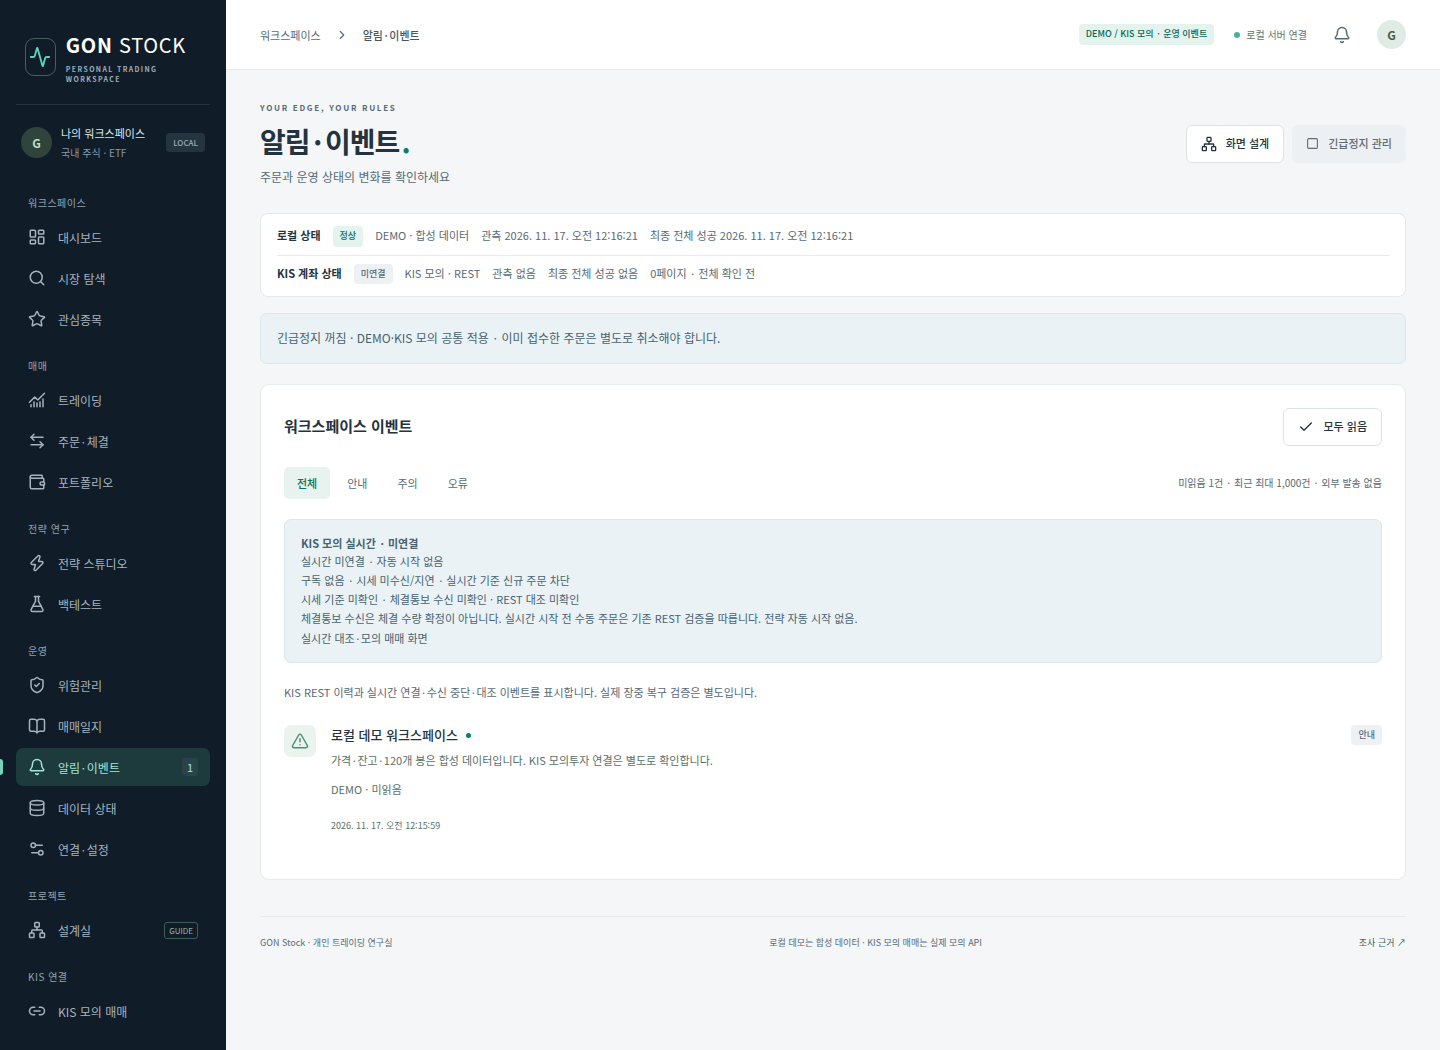 GON STOCK
PERSONAL TRADING
WORKSPACE
G
나의 워크스페이스
국내 주식 · ETF
LOCAL
워크스페이스
대시보드
시장 탐색
관심종목
매매
트레이딩
주문·체결
포트폴리오
전략 연구
전략 스튜디오
백테스트
운영
위험관리
매매일지
알림·이벤트
1
데이터 상태
연결·설정
프로젝트
설계실
GUIDE
KIS 연결
KIS 모의 매매
워크스페이스 > 알림·이벤트
DEMO / KIS 모의 · 운영 이벤트
로컬 서버 연결
G
YOUR EDGE, YOUR RULES
알림·이벤트.
주문과 운영 상태의 변화를 확인하세요
화면 설계
긴급정지 관리
로컬 상태 정상 DEMO · 합성 데이터 관측 2026. 11. 17. 오전 12:16:21 최종 전체 성공 2026. 11. 17. 오전 12:16:21
KIS 계좌 상태 미연결 KIS 모의 · REST 관측 없음 최종 전체 성공 없음 0페이지 · 전체 확인 전
긴급정지 꺼짐 · DEMO·KIS 모의 공통 적용 · 이미 접수한 주문은 별도로 취소해야 합니다.
워크스페이스 이벤트
모두 읽음
전체 안내 주의 오류
미읽음 1건 · 최근 최대 1,000건 · 외부 발송 없음
KIS 모의 실시간 · 미연결
실시간 미연결 · 자동 시작 없음
구독 없음 · 시세 미수신/지연 · 실시간 기준 신규 주문 차단
시세 기준 미확인 · 체결통보 수신 미확인 · REST 대조 미확인
체결통보 수신은 체결 수량 확정이 아닙니다. 실시간 시작 전 수동 주문은 기존 REST 검증을 따릅니다. 전략 자동 시작 없음.
실시간 대조·모의 매매 화면
KIS REST 이력과 실시간 연결·수신 중단·대조 이벤트를 표시합니다. 실제 장중 복구 검증은 별도입니다.
로컬 데모 워크스페이스
안내
가격·잔고·120개 봉은 합성 데이터입니다. KIS 모의투자 연결은 별도로 확인합니다.
DEMO · 미읽음
2026. 11. 17. 오전 12:15:59
GON Stock · 개인 트레이딩 연구실
로컬 데모는 합성 데이터 · KIS 모의 매매는 실제 모의 API
조사 근거 ↗